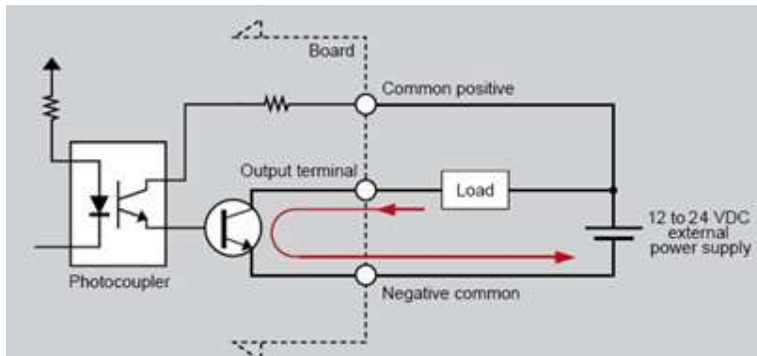 Board
Common positive
Output terminal
Load
12 to 24 VDC
external
power supply
Photocoupler
Negative common